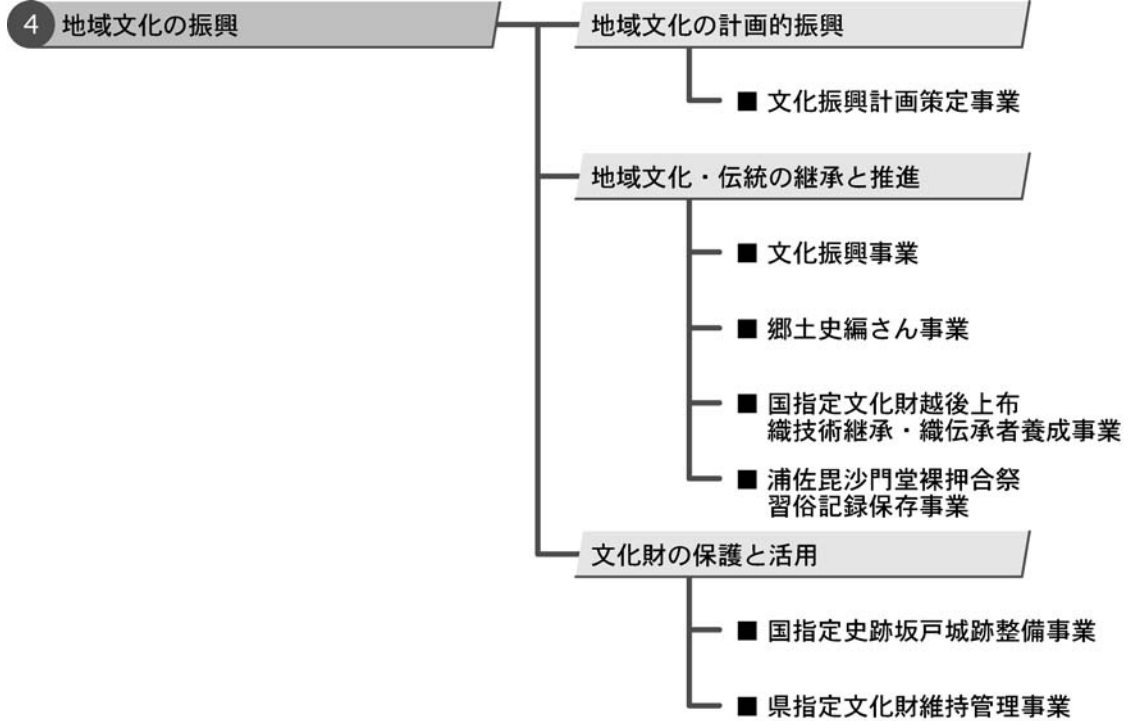 4 地域文化の振興
地域文化の計画的振興
■ 文化振興計画策定事業
地域文化・伝統の継承と推進
■ 文化振興事業
■ 郷土史編さん事業
■ 国指定文化財越後上布
織技術継承・織伝承者養成事業
■ 浦佐毘沙門堂裸押合祭
習俗記録保存事業
文化財の保護と活用
■ 国指定史跡坂戸城跡整備事業
■ 県指定文化財維持管理事業